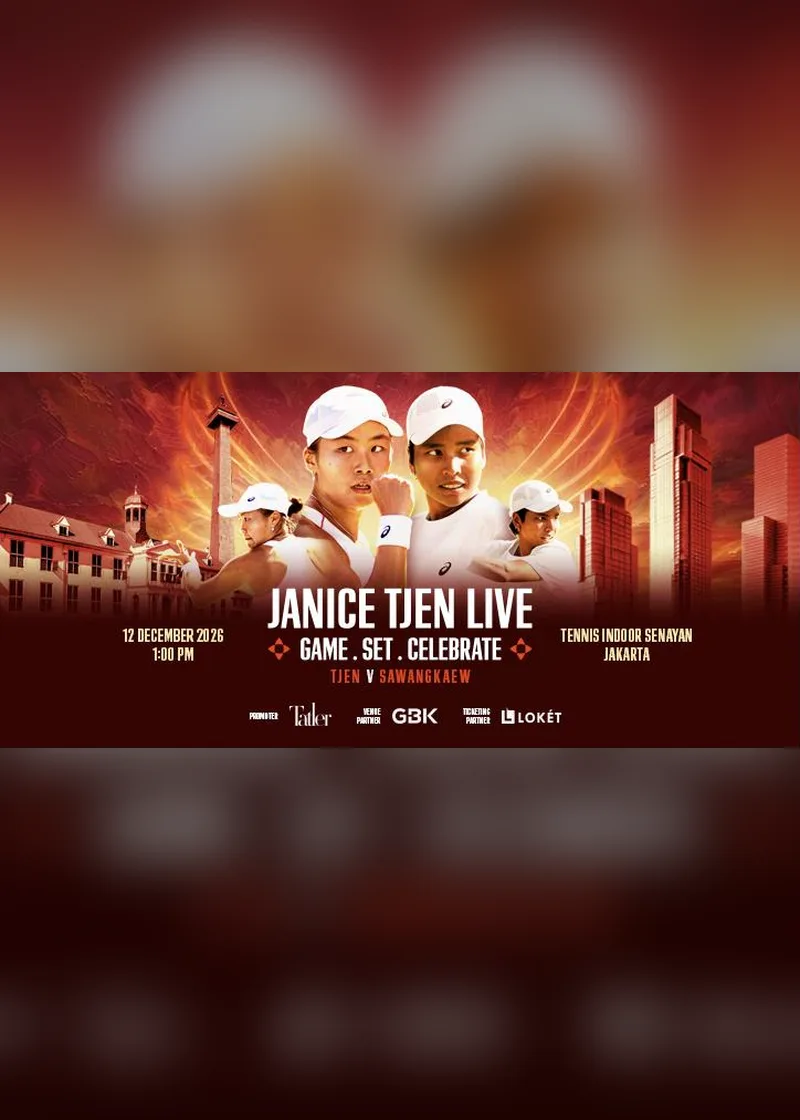 JANICE TJEN LIVE
GAME . SET . CELEBRATE
TJEN V SAWANGKAEW
12 DECEMBER 2026
1:00 PM
TENNIS INDOOR SENAYAN
JAKARTA
PROMOTER
Tatler
VENUE
PARTNER
GBK
TICKETING
PARTNER
LOKÉT